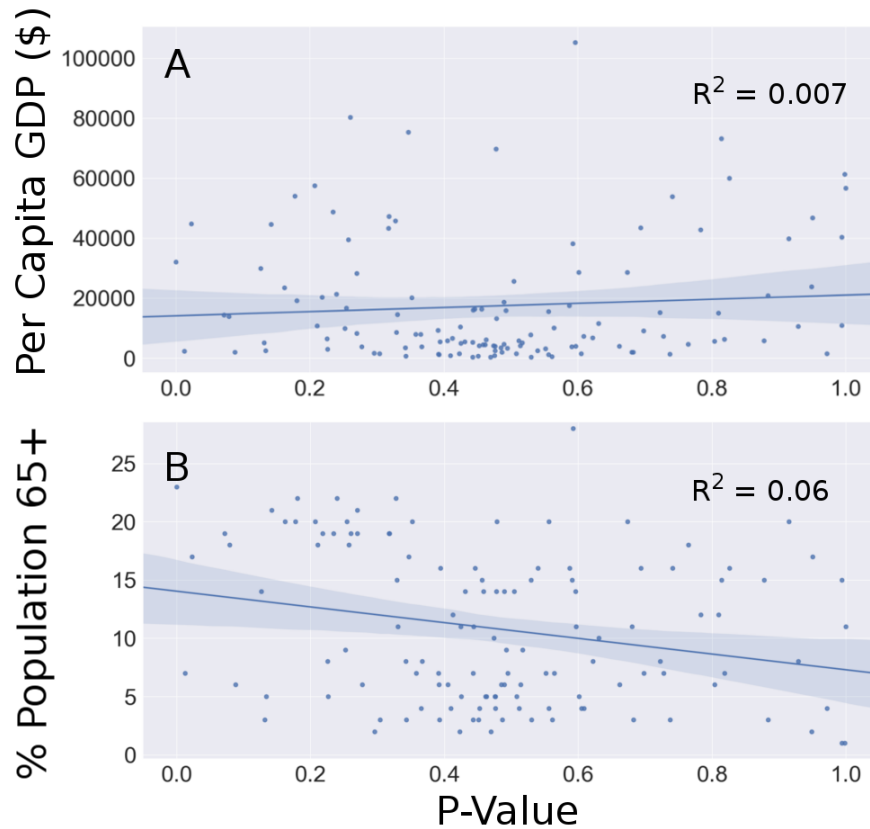 Per Capita GDP ($)
A
R² = 0.007
100000
80000
60000
40000
20000
0
0.0 0.2 0.4 0.6 0.8 1.0
% Population 65+
B
R² = 0.06
25
20
15
10
5
0
0.0 0.2 0.4 0.6 0.8 1.0
P-Value